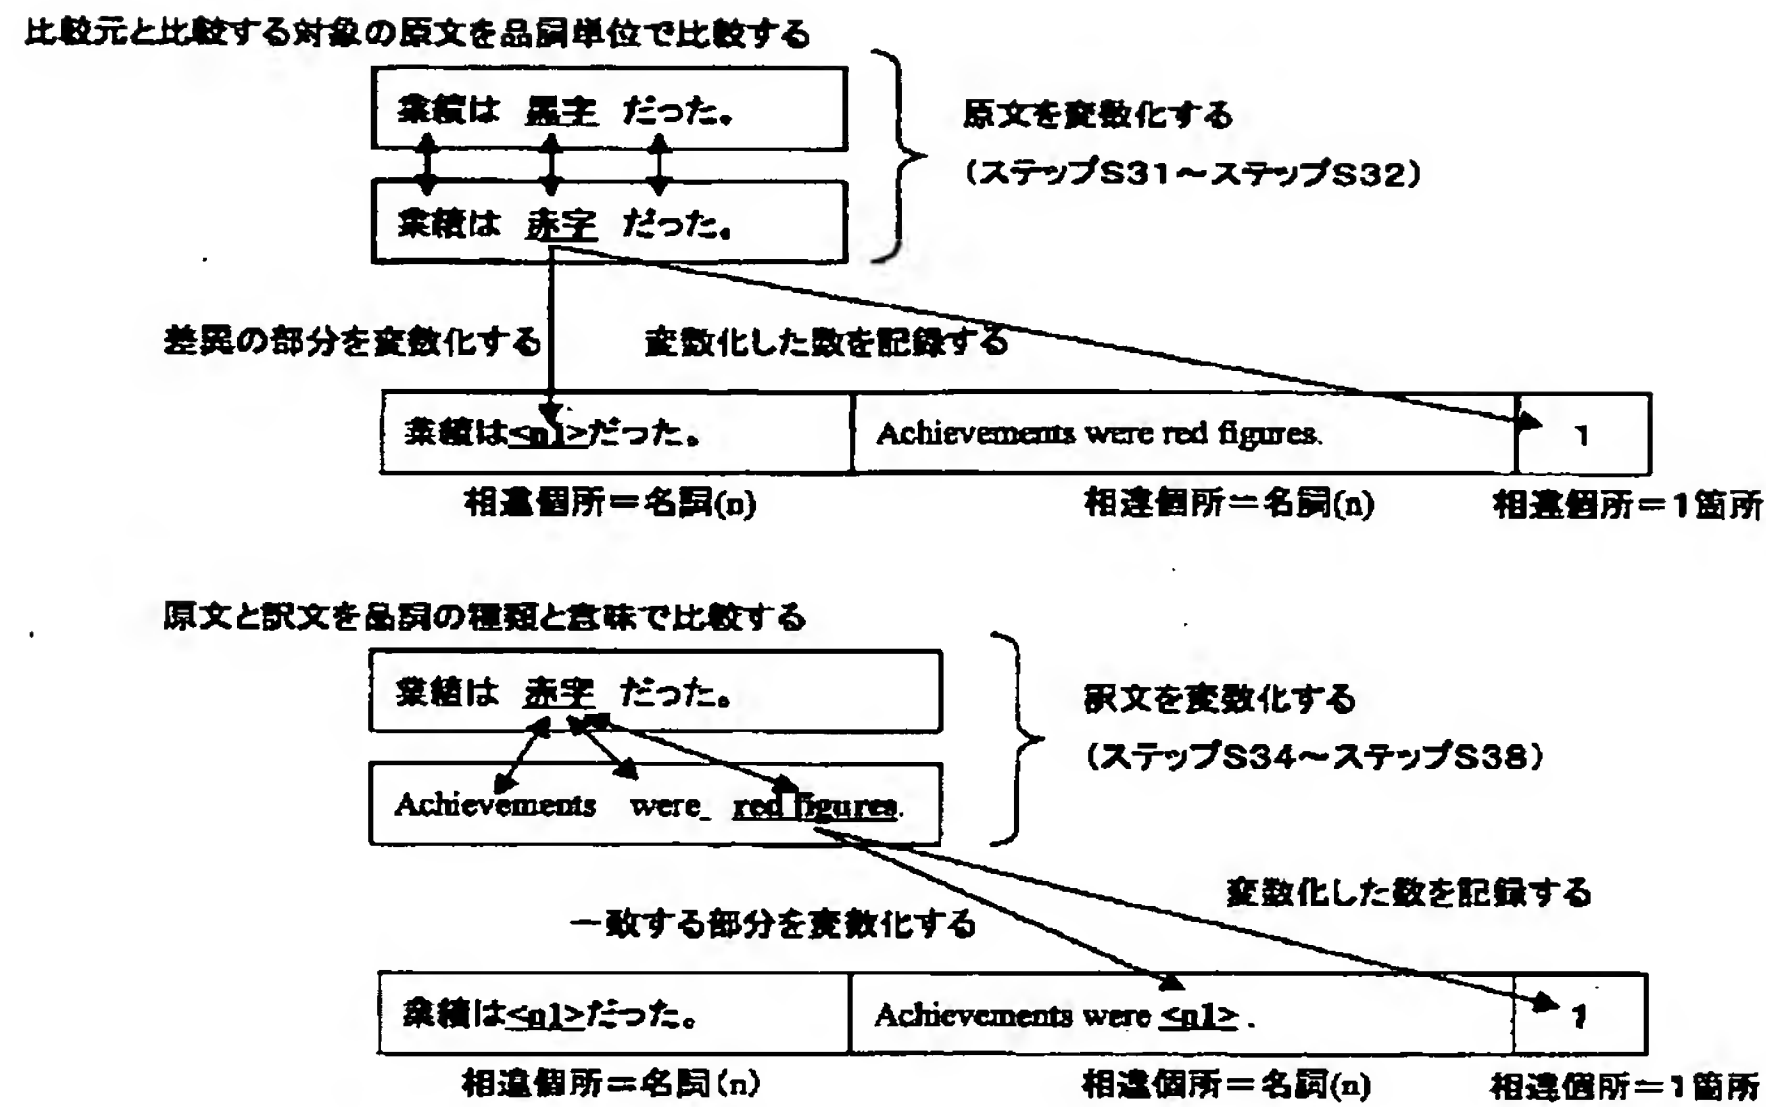 比較元と比較する対象の原文を品詞単位で比較する
業績は 黒字 だった。
原文を変数化する
(ステップS31～ステップS32)
業績は 赤字 だった。
差異の部分を変数化する
変数化した数を記録する
業績は<n1>だった。
Achievements were red figures.
1
相違個所＝名詞(n)
相違個所＝名詞(n)
相違個所＝1箇所
原文と訳文を品詞の種類と意味で比較する
業績は 赤字 だった。
訳文を変数化する
(ステップS34～ステップS38)
Achievements were red figures.
変数化した数を記録する
一致する部分を変数化する
業績は<n1>だった。
Achievements were <n1> .
1
相違個所＝名詞(n)
相違個所＝名詞(n)
相違個所＝1箇所